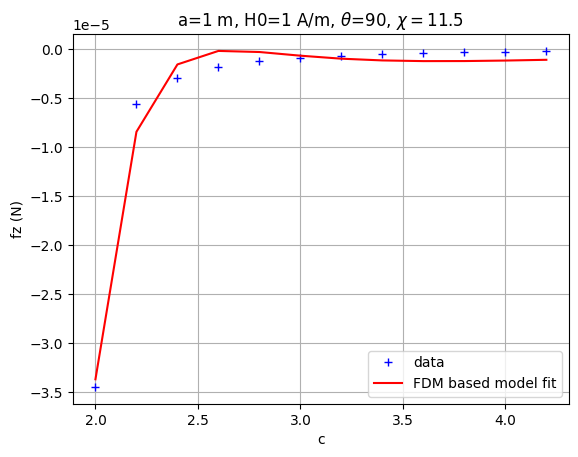 a=1 m, H0=1 A/m, θ=90, χ = 11.5
1e−5
0.0
−0.5
−1.0
−1.5
−2.0
−2.5
−3.0
−3.5
fz (N)
data
FDM based model fit
2.0 2.5 3.0 3.5 4.0
c